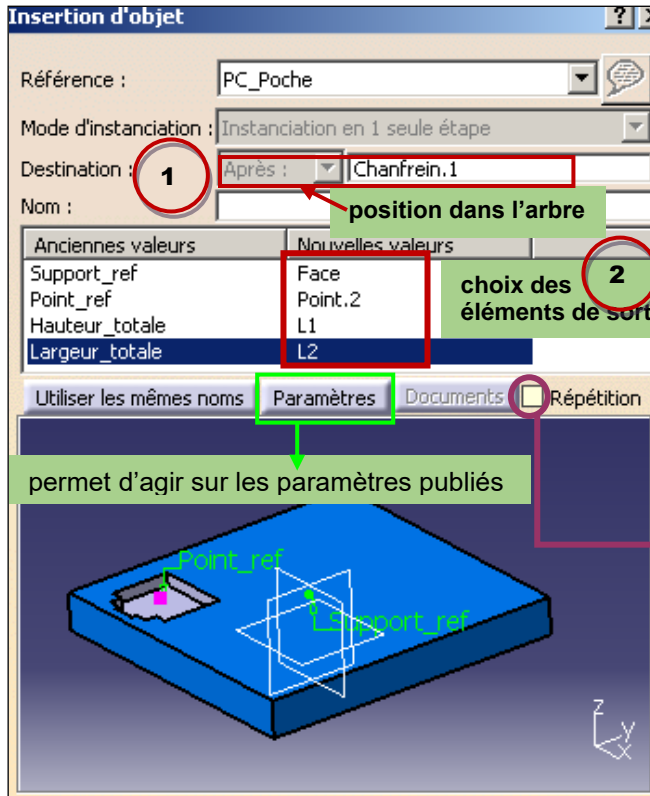 Insertion d'objet ?
Référence : PC_Poche
Mode d'instanciation : Instanciation en 1 seule étape
Destination : 1 Après : Chanfrein.1
Nom : position dans l'arbre
Anciennes valeurs Nouvelles valeurs
Support_ref Face
Point_ref Point.2
Hauteur_totale L1
Largeur_totale L2
choix des 2
éléments de sort
Utiliser les mêmes noms Paramètres Documents Répétition
permet d'agir sur les paramètres publiés
Point_ref
Support_ref
z
y
x